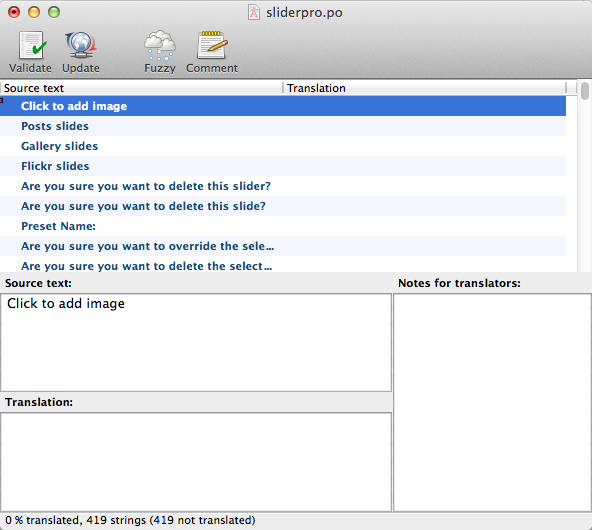 sliderpro.po
Validate Update Fuzzy Comment
Source text Translation
Click to add image
Posts slides
Gallery slides
Flickr slides
Are you sure you want to delete this slider?
Are you sure you want to delete this slide?
Preset Name:
Are you sure you want to override the sele...
Are you sure you want to delete the select...
Source text: Notes for translators:
Click to add image
Translation:
0 % translated, 419 strings (419 not translated)